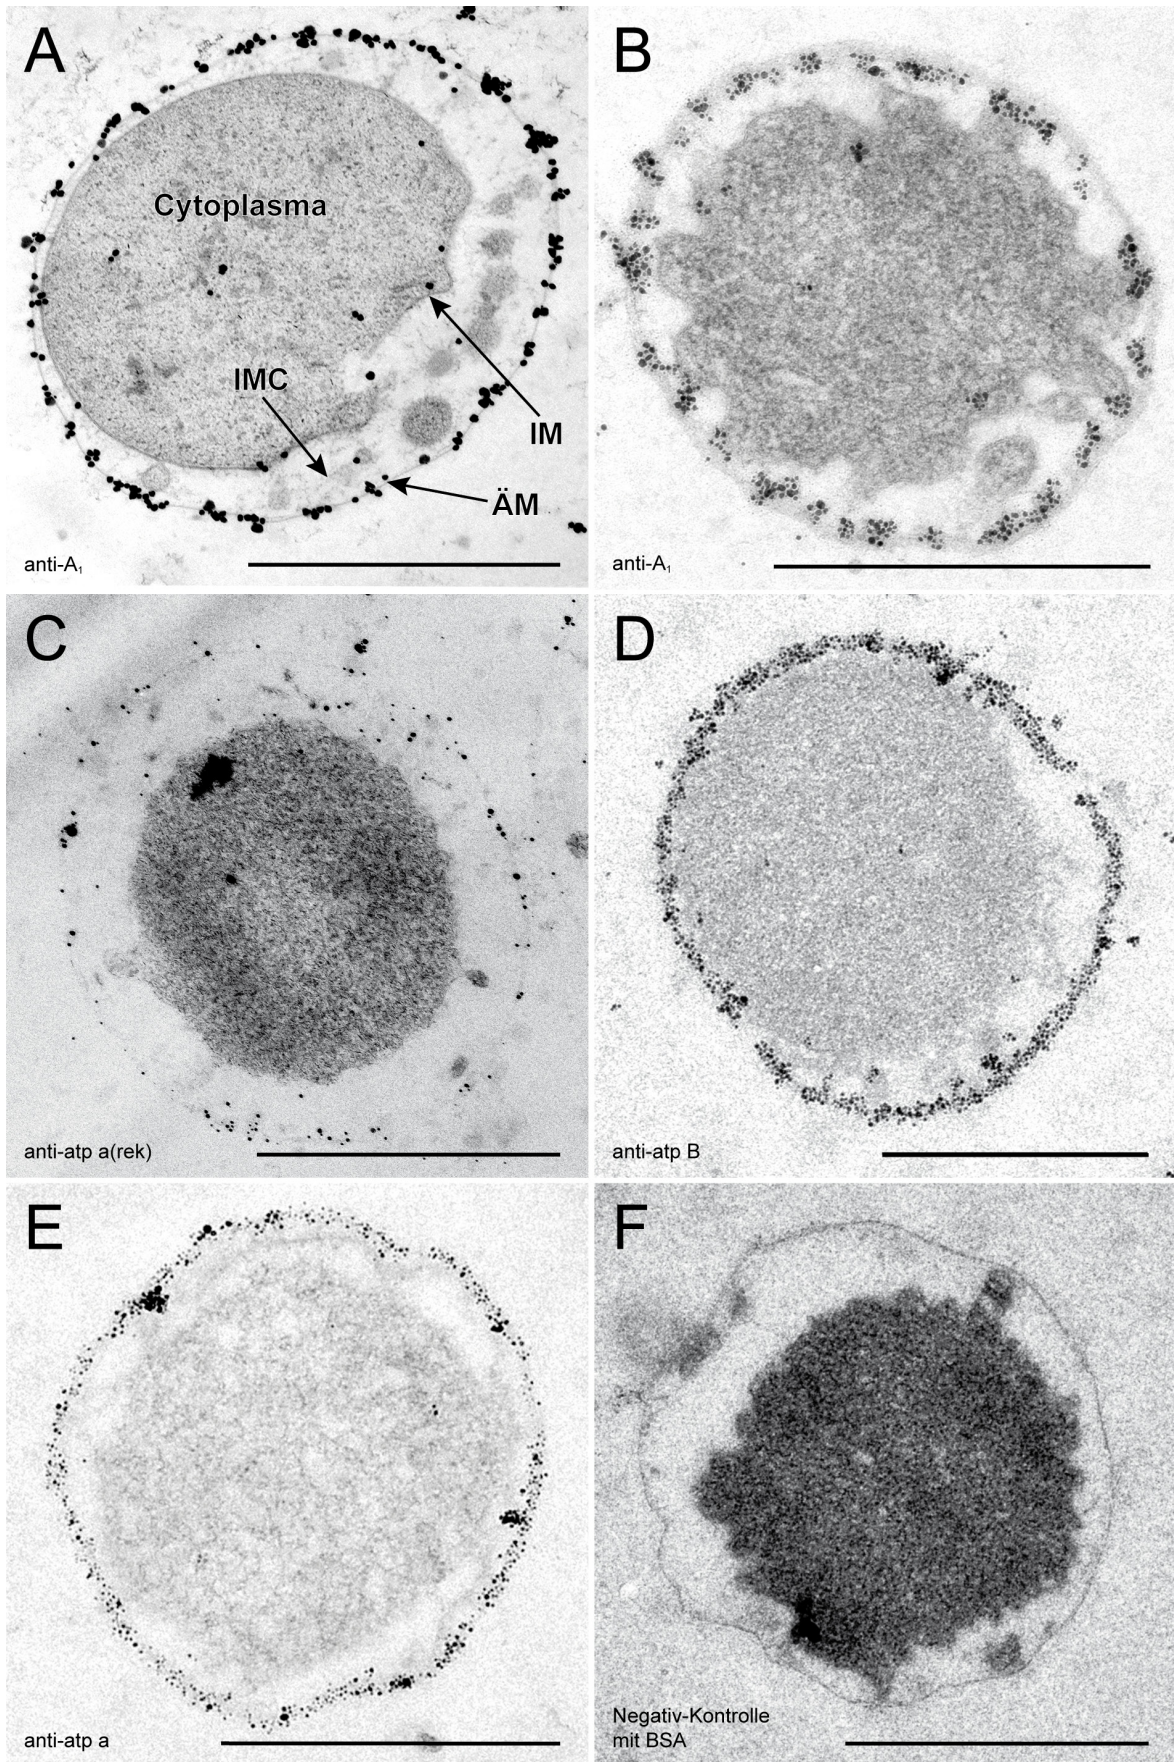 A
Cytoplasma
IMC
IM
ÄM
anti-A₁
B
anti-A₁
C
anti-atp a(rek)
D
anti-atp B
E
anti-atp a
F
Negativ-Kontrolle
mit BSA